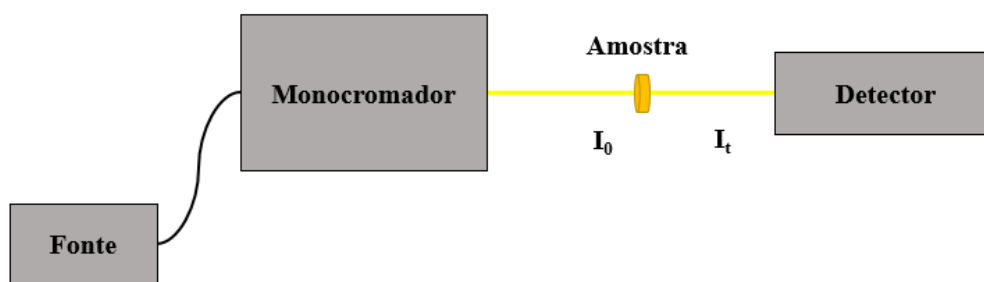 Amostra
Monocromador
Detector
I₀
Iₜ
Fonte